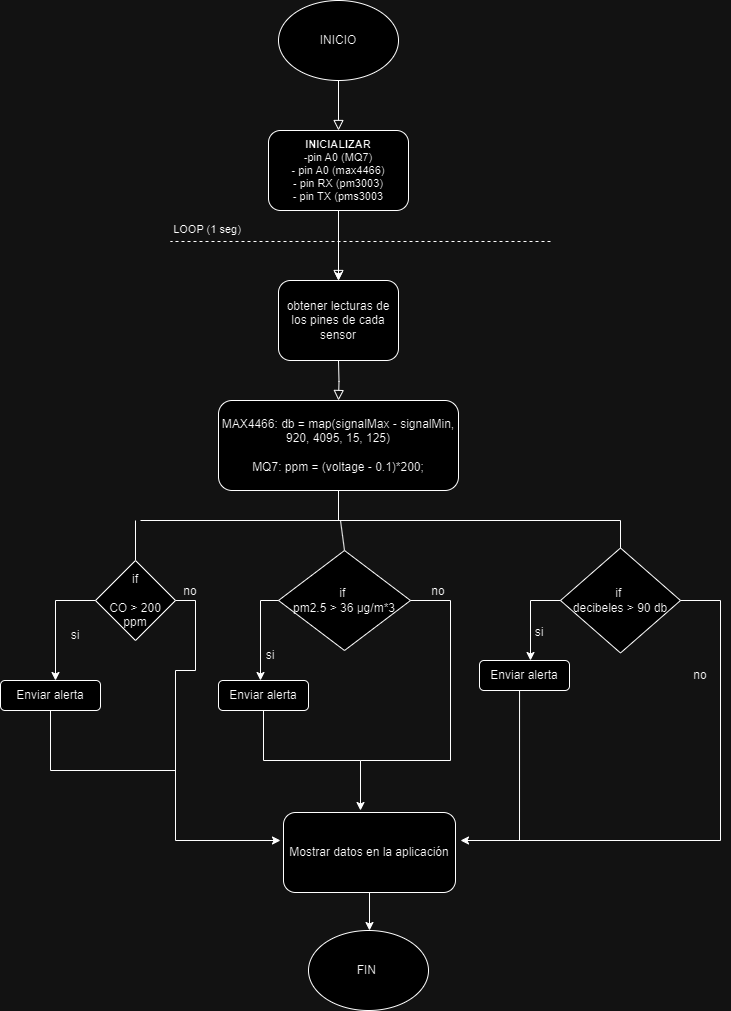 INICIO
INICIALIZAR
-pin A0 (MQ7)
- pin A0 (max4466)
- pin RX (pm3003)
- pin TX (pms3003
LOOP (1 seg)
obtener lecturas de
los pines de cada
sensor
MAX4466: db = map(signalMax - signalMin,
920, 4095, 15, 125)
MQ7: ppm = (voltage - 0.1)*200;
if
CO > 200
ppm
no
si
Enviar alerta
if
pm2.5 > 36 µg/m*3
no
si
Enviar alerta
if
decibeles > 90 db
si
no
Enviar alerta
Mostrar datos en la aplicación
FIN